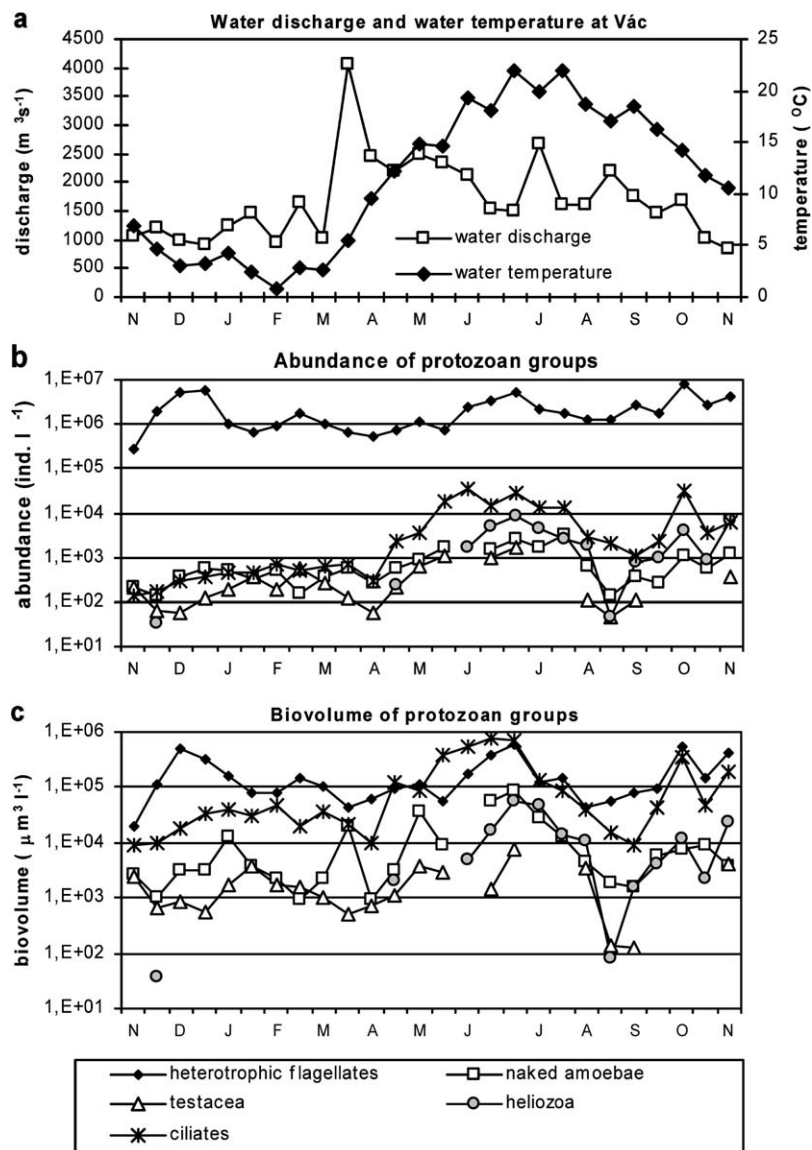 a Water discharge and water temperature at Vác
4500
4000
3500
3000
2500
2000
1500
1000
500
0
discharge (m ³s⁻¹)
25
20
15
10
5
0
temperature ( ⁰C)
water discharge
water temperature
N D J F M A M J J A S O N
b Abundance of protozoan groups
1,E+07
1,E+06
1,E+05
1,E+04
1,E+03
1,E+02
1,E+01
abundance (ind. l ⁻¹)
N D J F M A M J J A S O N
c Biovolume of protozoan groups
1,E+06
1,E+05
1,E+04
1,E+03
1,E+02
1,E+01
biovolume ( μm³ l⁻¹)
N D J F M A M J J A S O N
heterotrophic flagellates naked amoebae
testacea heliozoa
ciliates